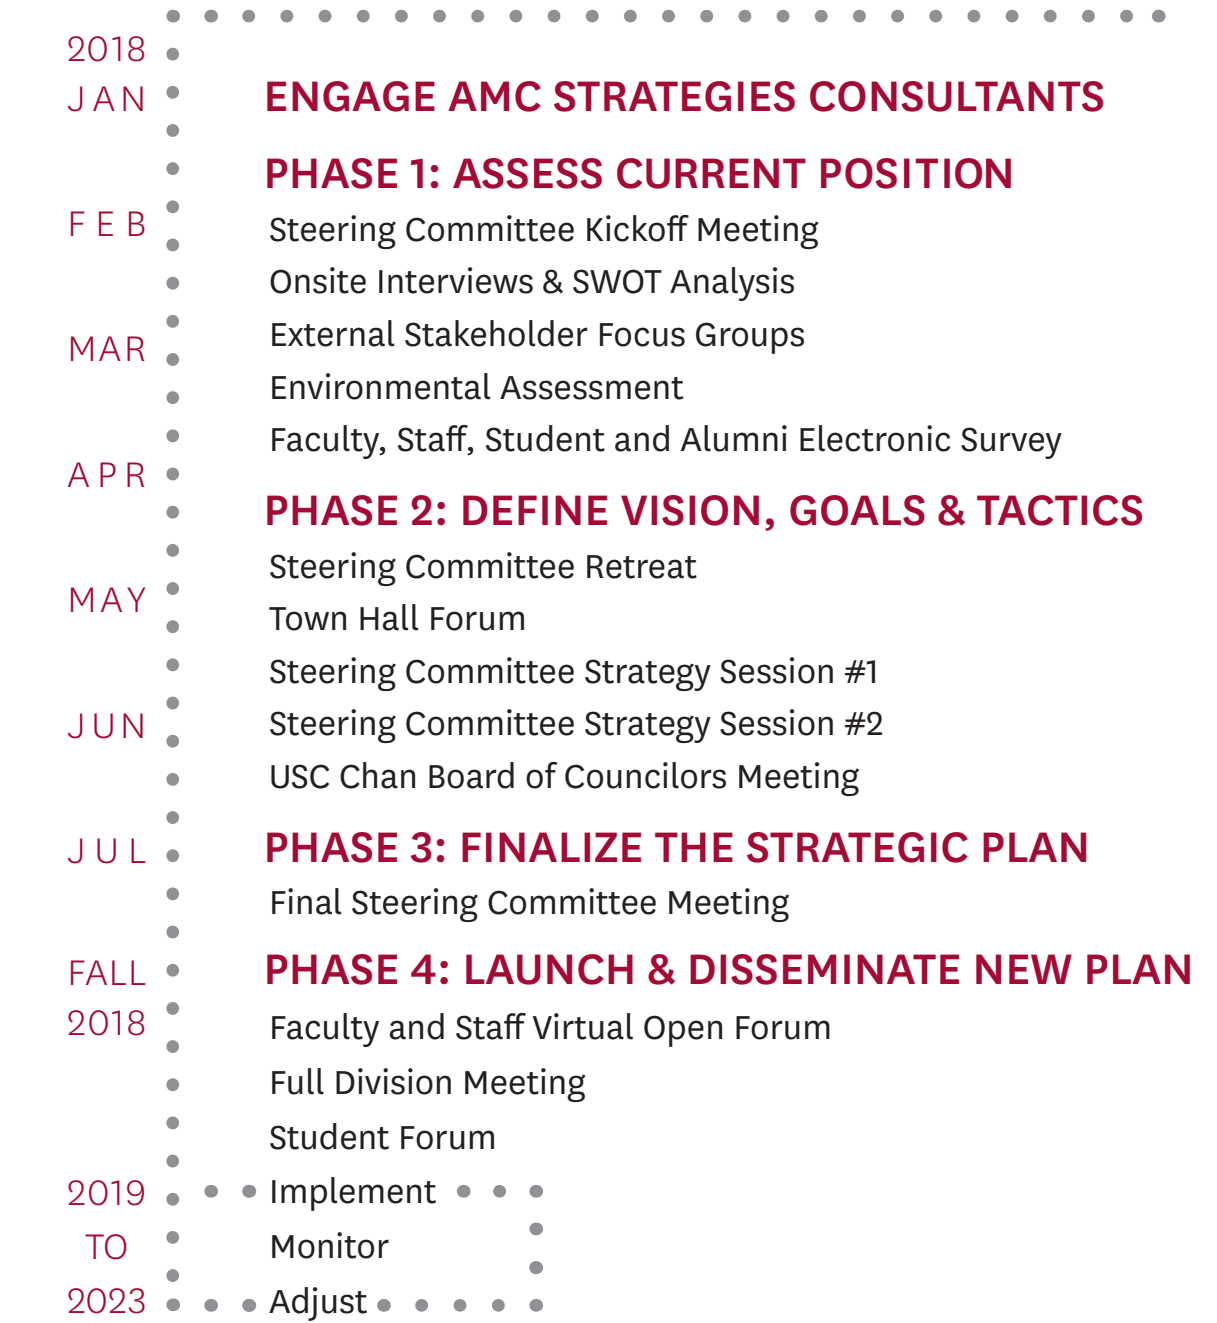 2018
JAN
ENGAGE AMC STRATEGIES CONSULTANTS
PHASE 1: ASSESS CURRENT POSITION
FEB
Steering Committee Kickoff Meeting
Onsite Interviews & SWOT Analysis
MAR
External Stakeholder Focus Groups
Environmental Assessment
Faculty, Staff, Student and Alumni Electronic Survey
APR
PHASE 2: DEFINE VISION, GOALS & TACTICS
Steering Committee Retreat
MAY
Town Hall Forum
Steering Committee Strategy Session #1
JUN
Steering Committee Strategy Session #2
USC Chan Board of Councilors Meeting
JUL
PHASE 3: FINALIZE THE STRATEGIC PLAN
Final Steering Committee Meeting
FALL
2018
PHASE 4: LAUNCH & DISSEMINATE NEW PLAN
Faculty and Staff Virtual Open Forum
Full Division Meeting
Student Forum
2019
TO
2023
Implement
Monitor
Adjust